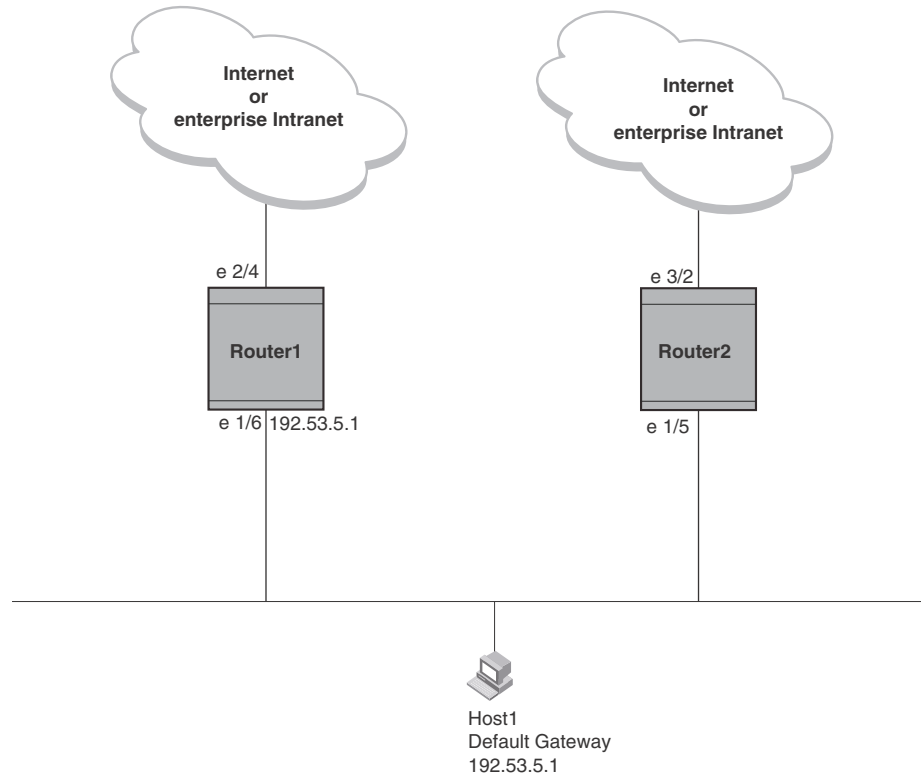 Internet
or
enterprise Intranet
Internet
or
enterprise Intranet
e 2/4
e 3/2
Router1
Router2
e 1/6
192.53.5.1
e 1/5
Host1
Default Gateway
192.53.5.1